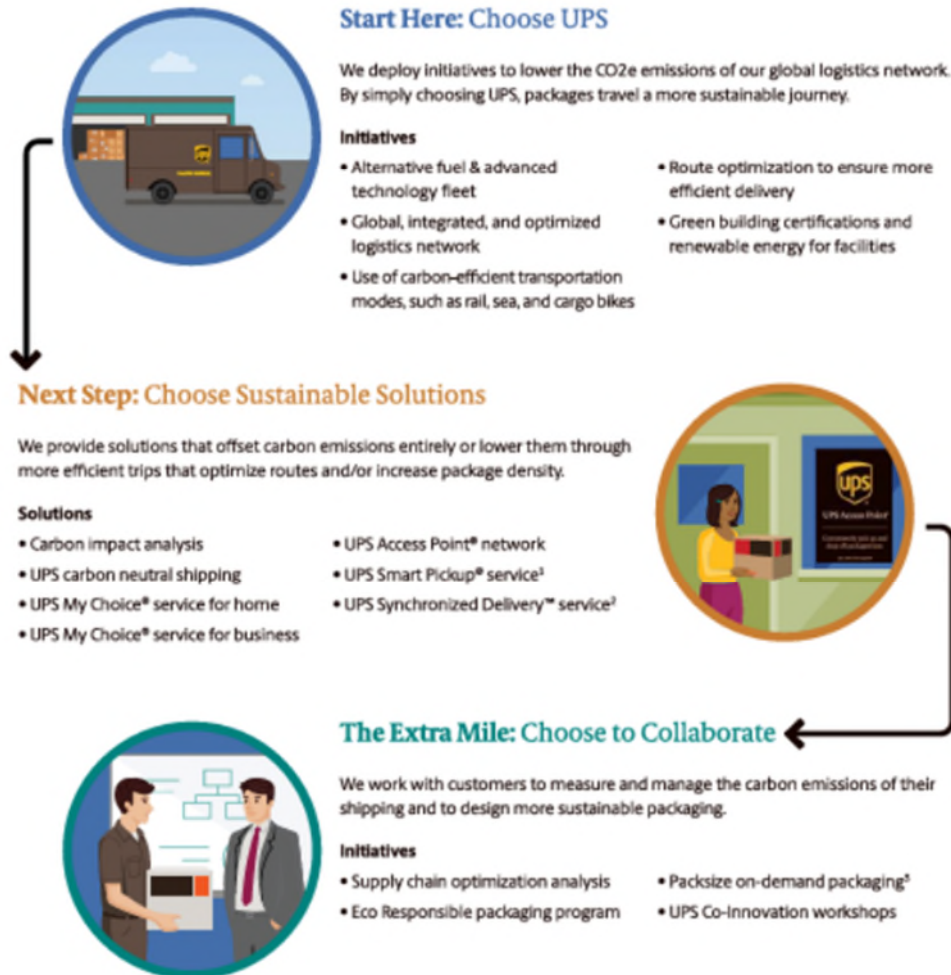 Start Here: Choose UPS
We deploy initiatives to lower the CO2e emissions of our global logistics network.
By simply choosing UPS, packages travel a more sustainable journey.
Initiatives
• Alternative fuel & advanced
technology fleet
• Global, integrated, and optimized
logistics network
• Use of carbon-efficient transportation
modes, such as rail, sea, and cargo bikes
• Route optimization to ensure more
efficient delivery
• Green building certifications and
renewable energy for facilities
ups
Next Step: Choose Sustainable Solutions
We provide solutions that offset carbon emissions entirely or lower them through
more efficient trips that optimize routes and/or increase package density.
Solutions
• Carbon impact analysis
• UPS carbon neutral shipping
• UPS My Choice® service for home
• UPS My Choice® service for business
• UPS Access Point® network
• UPS Smart Pickup® service¹
• UPS Synchronized Delivery™ service²
ups
UPS Access Point
The Extra Mile: Choose to Collaborate
We work with customers to measure and manage the carbon emissions of their
shipping and to design more sustainable packaging.
Initiatives
• Supply chain optimization analysis
• Eco Responsible packaging program
• Packsize on-demand packaging³
• UPS Co-Innovation workshops